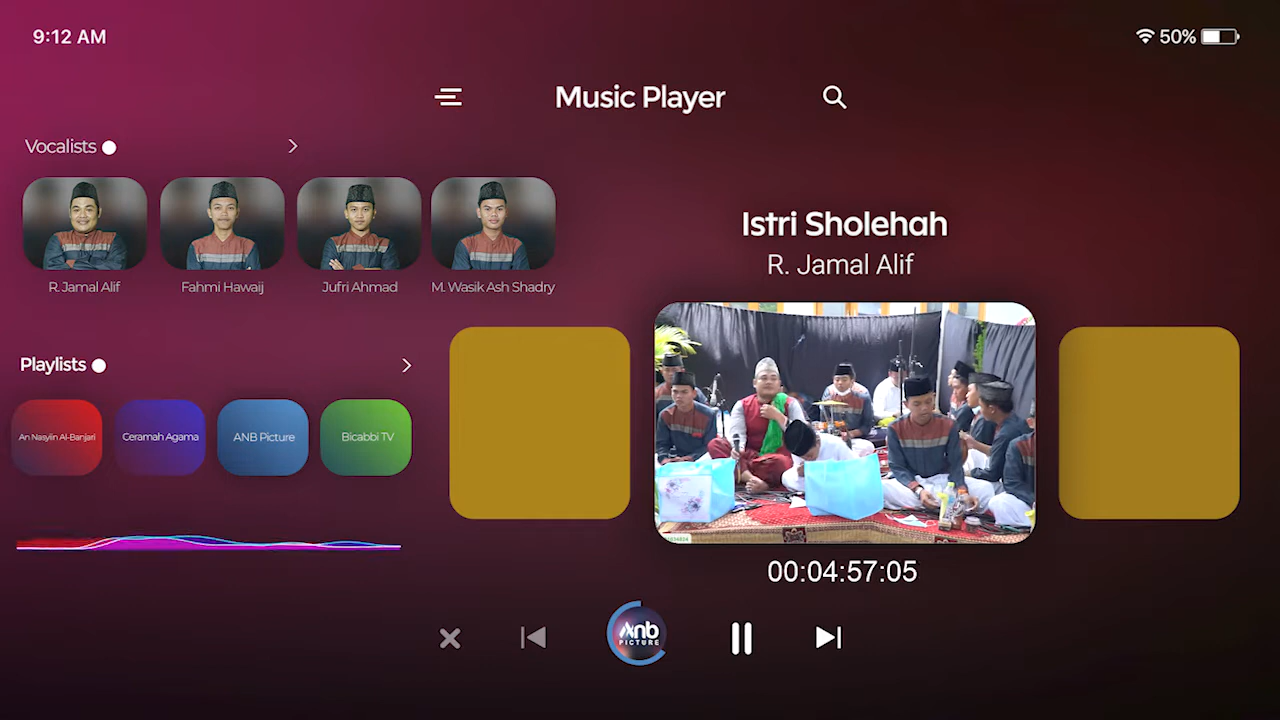 9:12 AM
50%
Music Player
Vocalists
R. Jamal Alif
Fahmi Hawaij
Jufri Ahmad
M. Wasik Ash Shadry
Istri Sholehah
R. Jamal Alif
Playlists
An Nasyiin Al-Banjari
Ceramah Agama
ANB Picture
Bicabbi TV
00:04:57:05
Anb
PICTURE